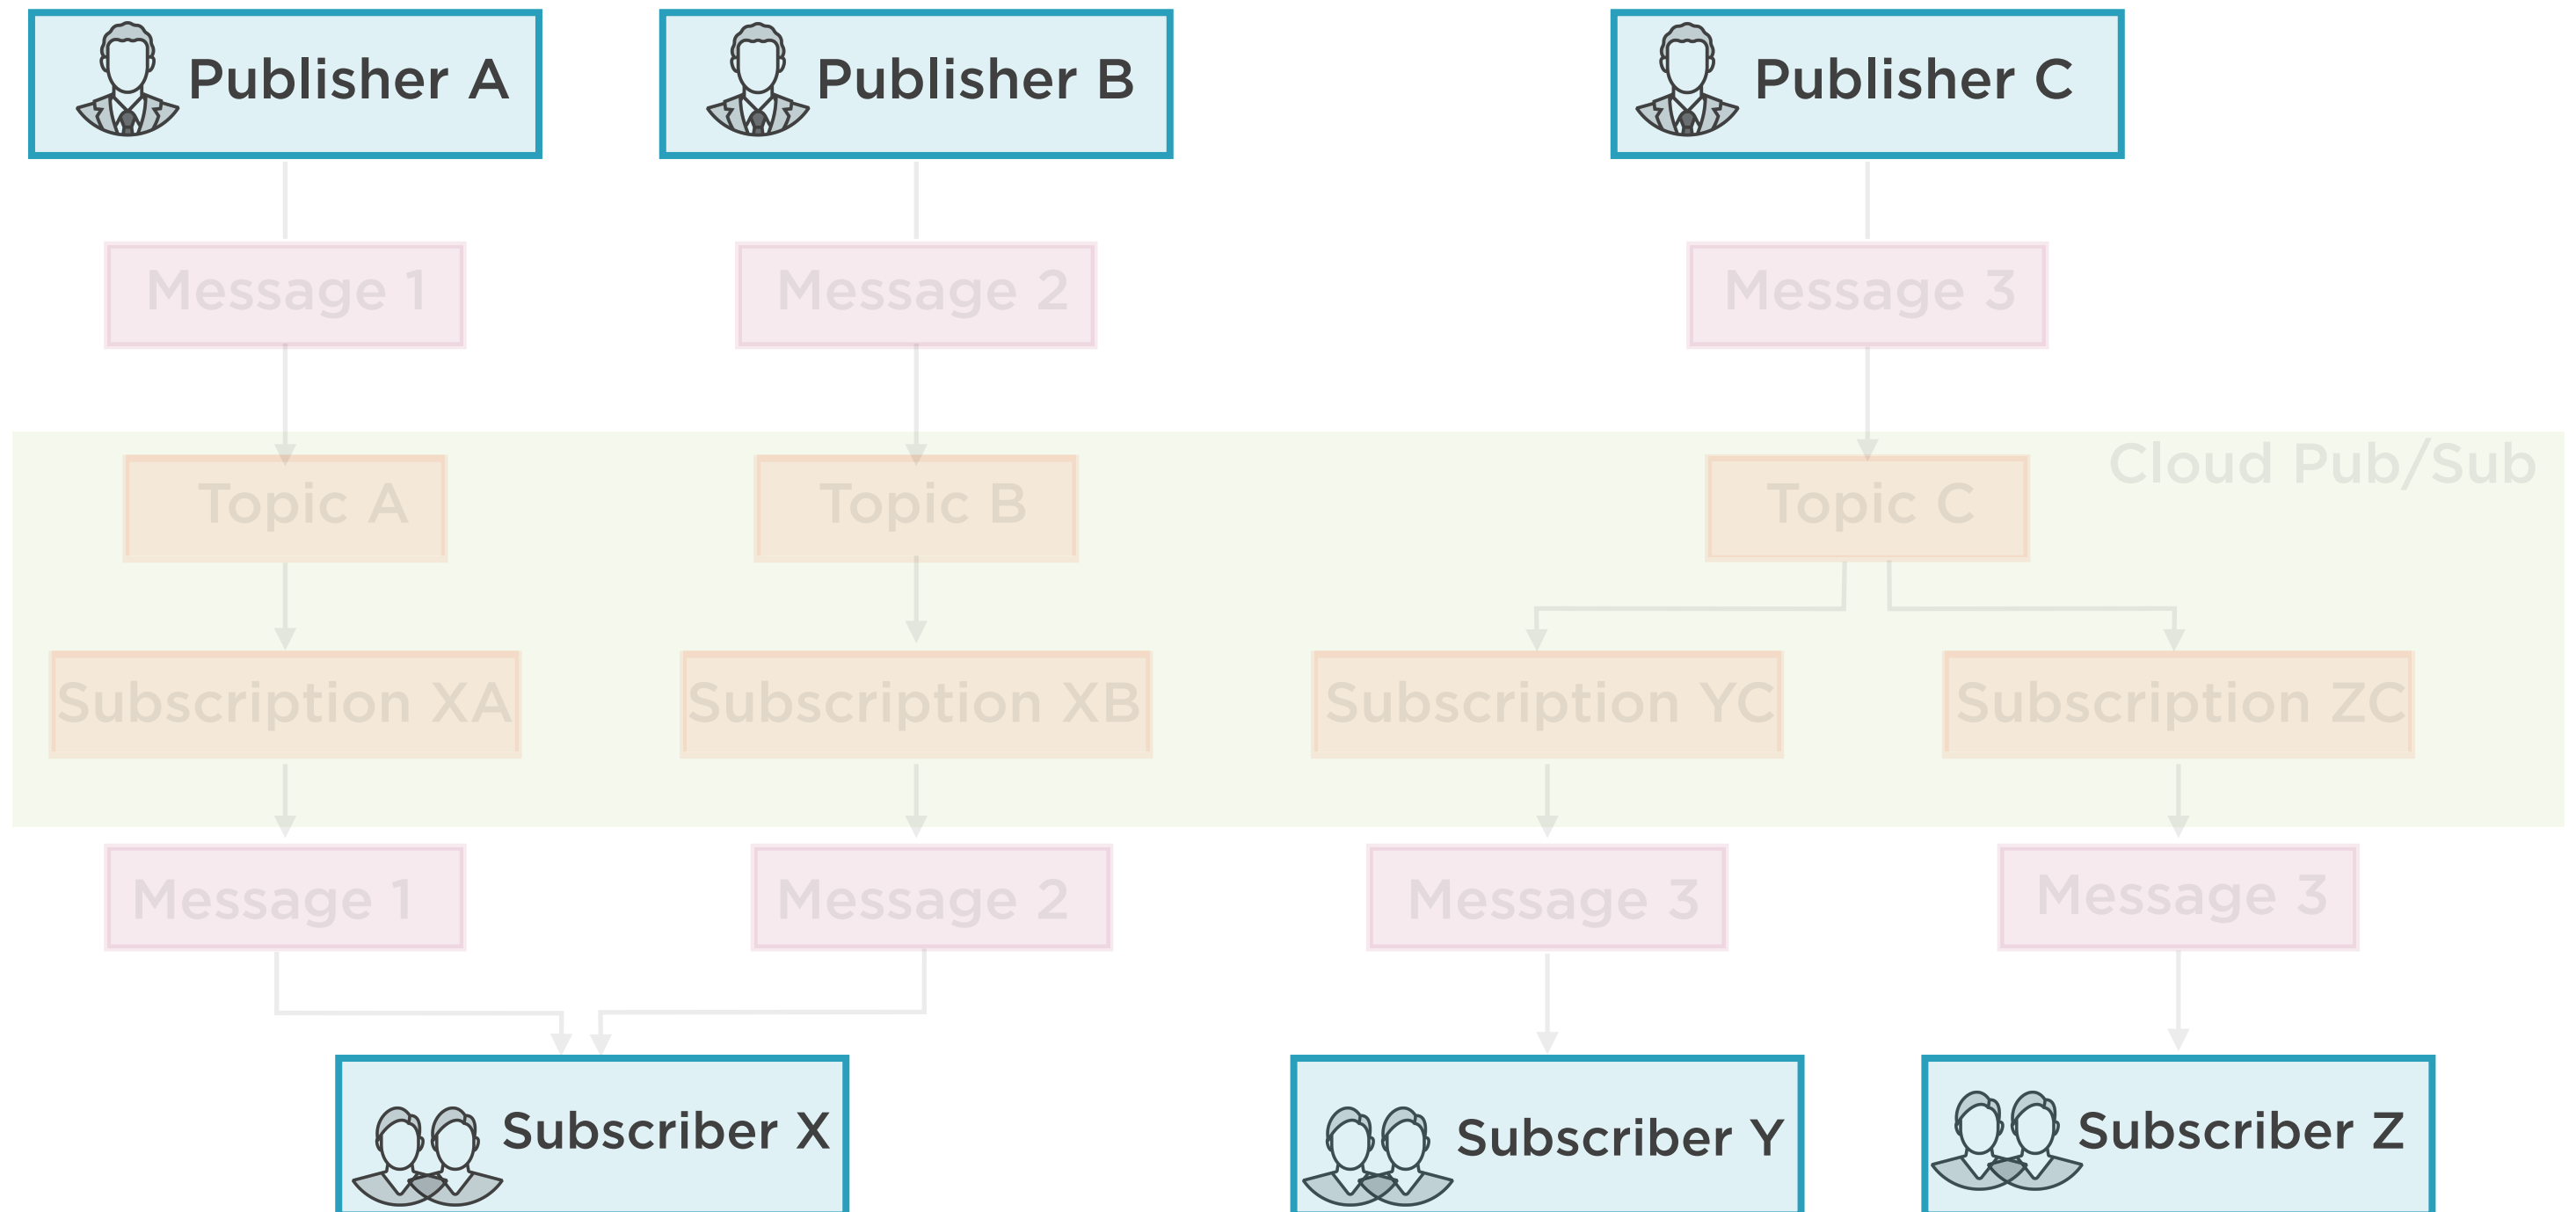 Publisher A
Publisher B
Publisher C
Message 1
Message 2
Message 3
Cloud Pub/Sub
Topic A
Topic B
Topic C
Subscription XA
Subscription XB
Subscription YC
Subscription ZC
Message 1
Message 2
Message 3
Message 3
Subscriber X
Subscriber Y
Subscriber Z